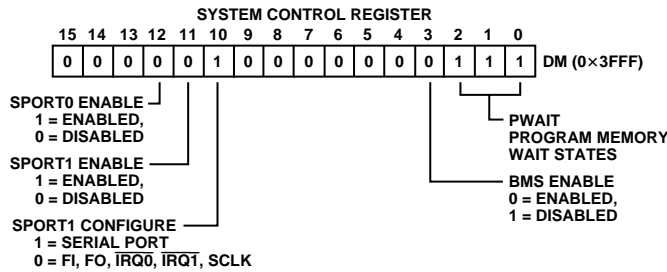 SYSTEM CONTROL REGISTER
15 14 13 12 11 10 9 8 7 6 5 4 3 2 1 0
0 0 0 0 0 1 0 0 0 0 0 0 0 1 1 1 DM (0×3FFF)
SPORT0 ENABLE
1 = ENABLED,
0 = DISABLED
SPORT1 ENABLE
1 = ENABLED,
0 = DISABLED
SPORT1 CONFIGURE
1 = SERIAL PORT
0 = FI, FO, I̅R̅Q̅0̅, I̅R̅Q̅1̅, SCLK
PWAIT
PROGRAM MEMORY
WAIT STATES
BMS ENABLE
0 = ENABLED,
1 = DISABLED